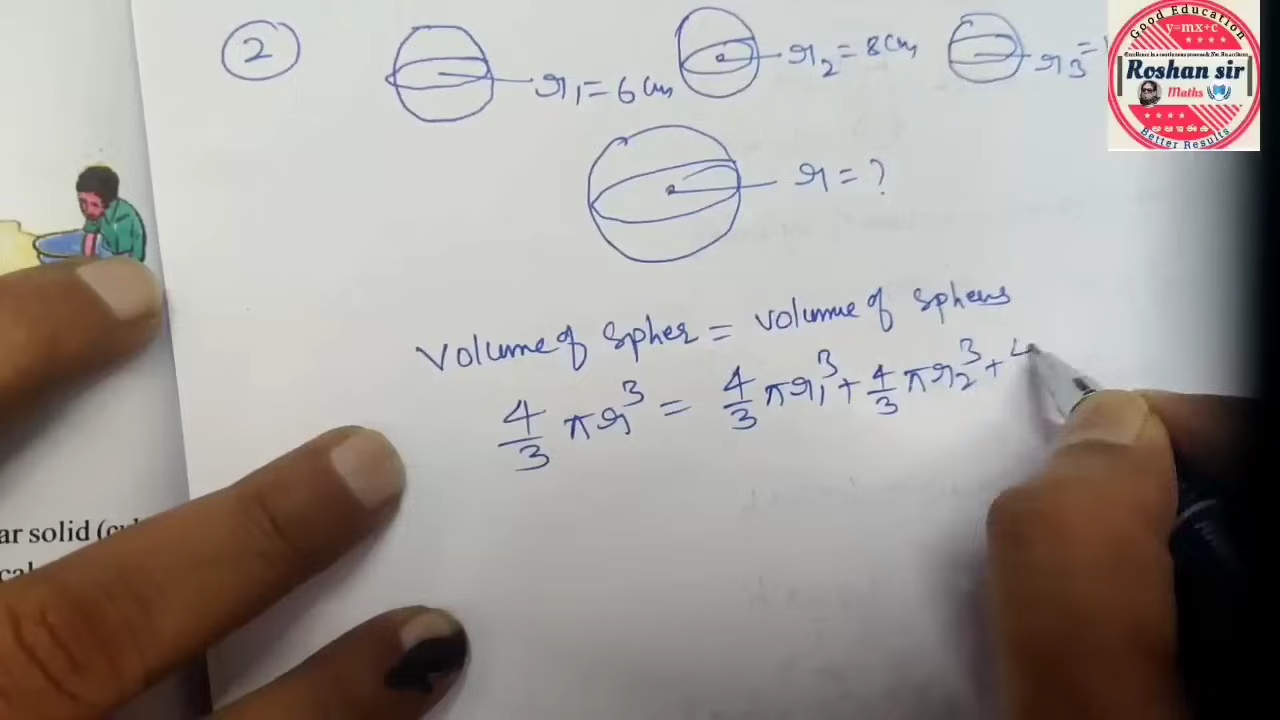 2
r₁ = 6 cm
r₂ = 8 cm
r₃ =
r = ?
Volume of Spher = Volume of Spheres
4/3 πr³ = 4/3 πr₁³ + 4/3 πr₂³ + 4
ar solid (
Good Education
y=mx+c
Roshan sir
Maths
Better Results